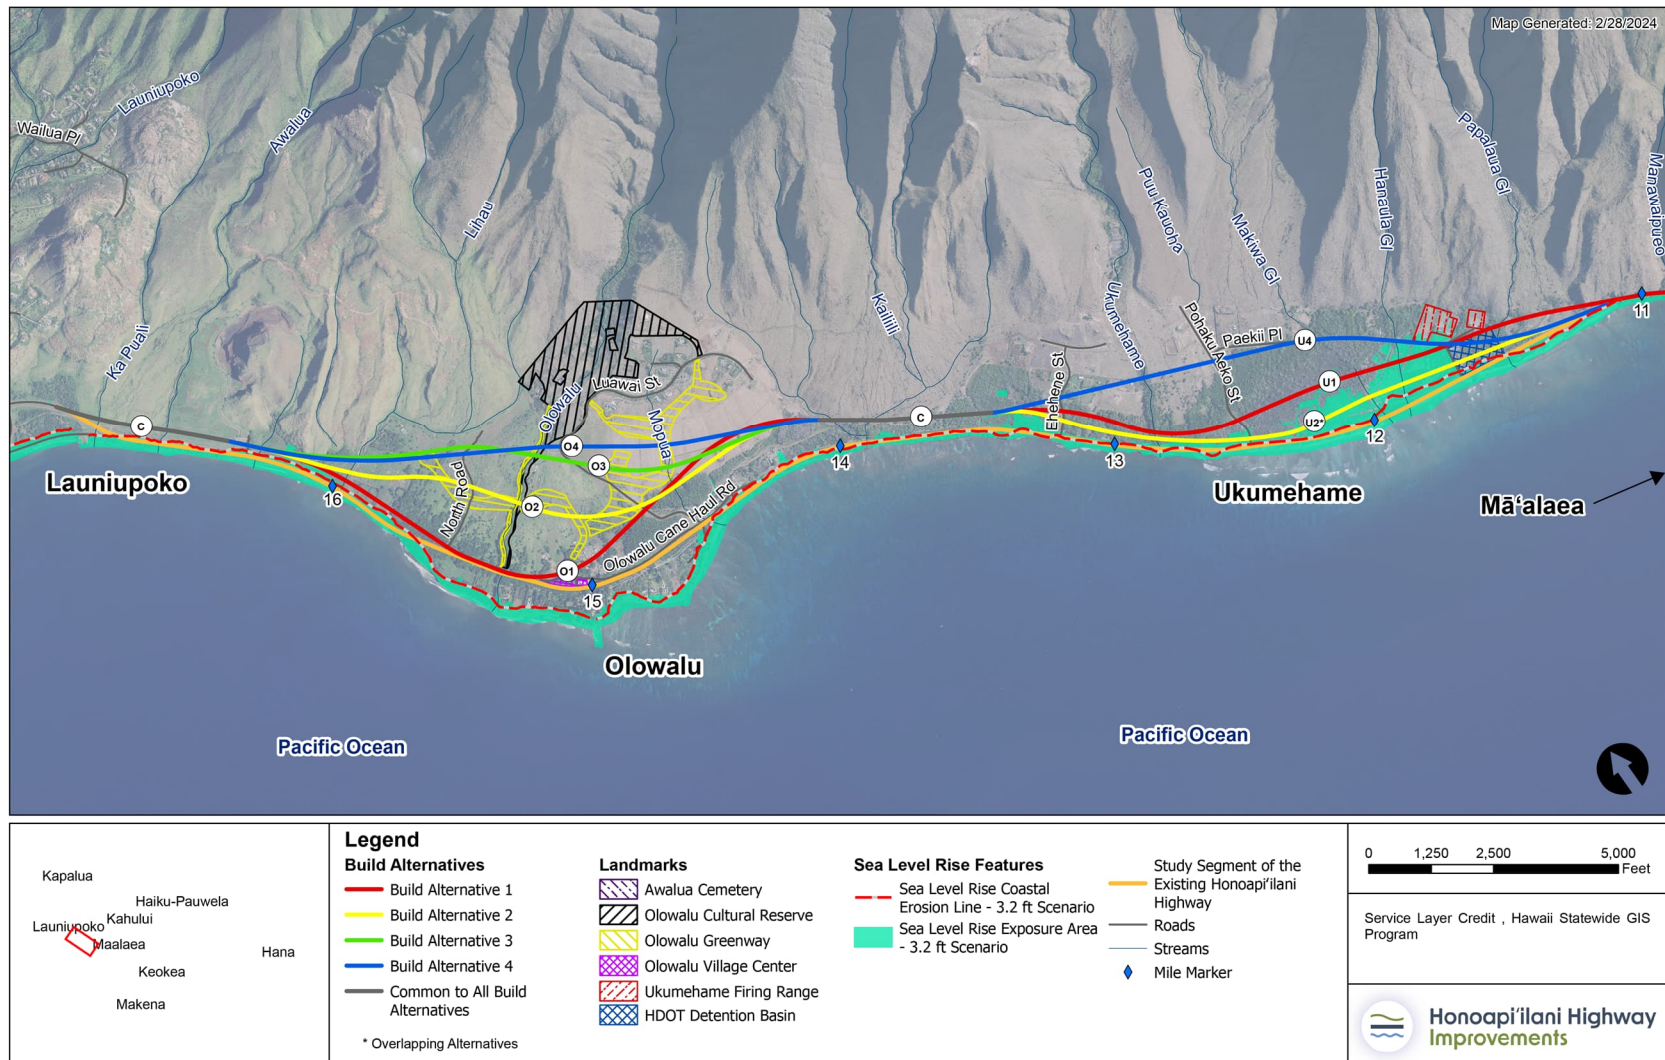 Map Generated: 2/28/2024
Launiupoko
Wailua Pl
Awalua
Lihau
Ka Puali
Olowalu
Luawai St
Mopua
Kailiili
Ukumehame
Ehehene St
Puu Kauoha
Pohaku Aeko St
Makiwa Gl
Paekii Pl
Hanaula Gl
Papalaua Gl
Manawaipueo
North Road
Olowalu Cane Haul Rd
C
O4
O3
O2
O1
C
U4
U1
U2*
16
15
14
13
12
11
Launiupoko
Olowalu
Ukumehame
Māʻalaea
Pacific Ocean
Pacific Ocean
Kapalua
Haiku-Pauwela
Kahului
Launiupoko
Maalaea
Hana
Keokea
Makena
Legend
Build Alternatives
Build Alternative 1
Build Alternative 2
Build Alternative 3
Build Alternative 4
Common to All Build
Alternatives
* Overlapping Alternatives
Landmarks
Awalua Cemetery
Olowalu Cultural Reserve
Olowalu Greenway
Olowalu Village Center
Ukumehame Firing Range
HDOT Detention Basin
Sea Level Rise Features
Sea Level Rise Coastal
Erosion Line - 3.2 ft Scenario
Sea Level Rise Exposure Area
- 3.2 ft Scenario
Study Segment of the
Existing Honoapiʻilani
Highway
Roads
Streams
Mile Marker
0 1,250 2,500 5,000
Feet
Service Layer Credit , Hawaii Statewide GIS
Program
Honoapiʻilani Highway
Improvements